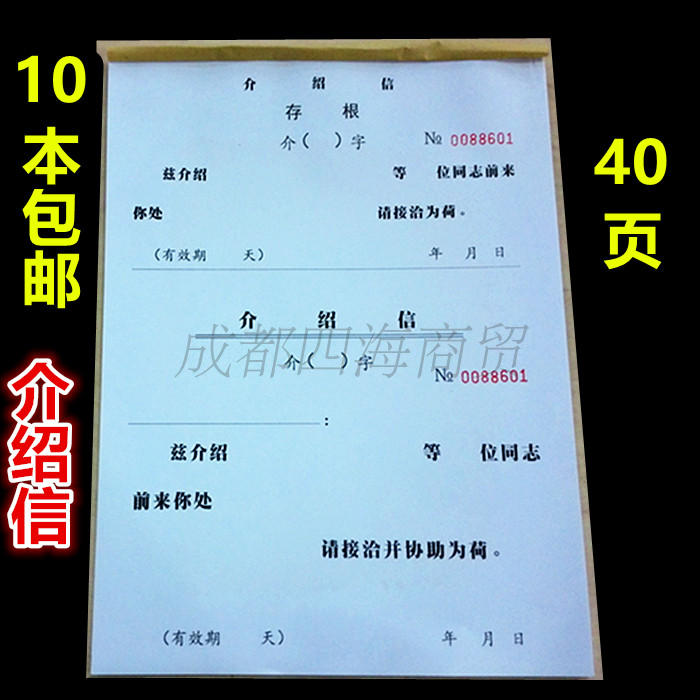 10本包邮
介绍信
40页
介 绍 信
存 根
介( )字 № 0088601
兹介绍 等 位同志前来
你处 请接洽为荷。
(有效期 天) 年 月 日
介 绍 信
成都四海商贸
介( )字 № 0088601
:
兹介绍 等 位同志
前来你处
请接洽并协助为荷。
(有效期 天) 年 月 日